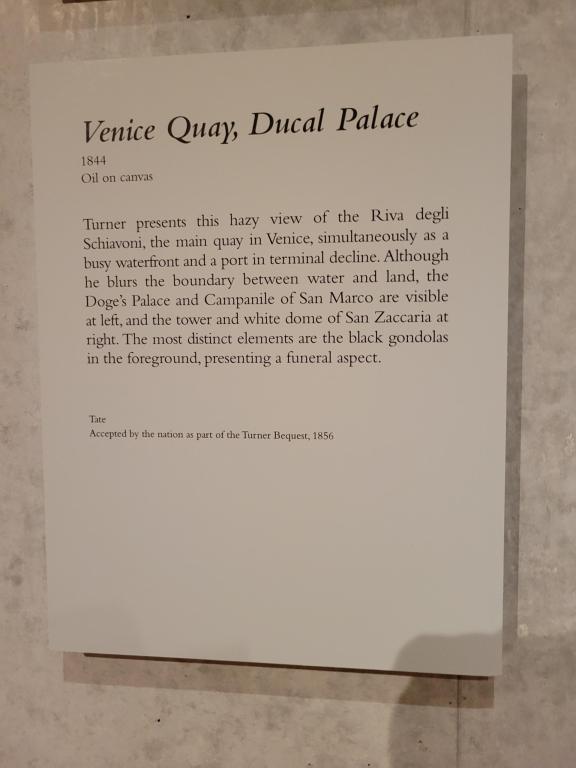 Venice Quay, Ducal Palace
1844
Oil on canvas
Turner presents this hazy view of the Riva degli
Schiavoni, the main quay in Venice, simultaneously as a
busy waterfront and a port in terminal decline. Although
he blurs the boundary between water and land, the
Doge's Palace and Campanile of San Marco are visible
at left, and the tower and white dome of San Zaccaria at
right. The most distinct elements are the black gondolas
in the foreground, presenting a funeral aspect.
Tate
Accepted by the nation as part of the Turner Bequest, 1856